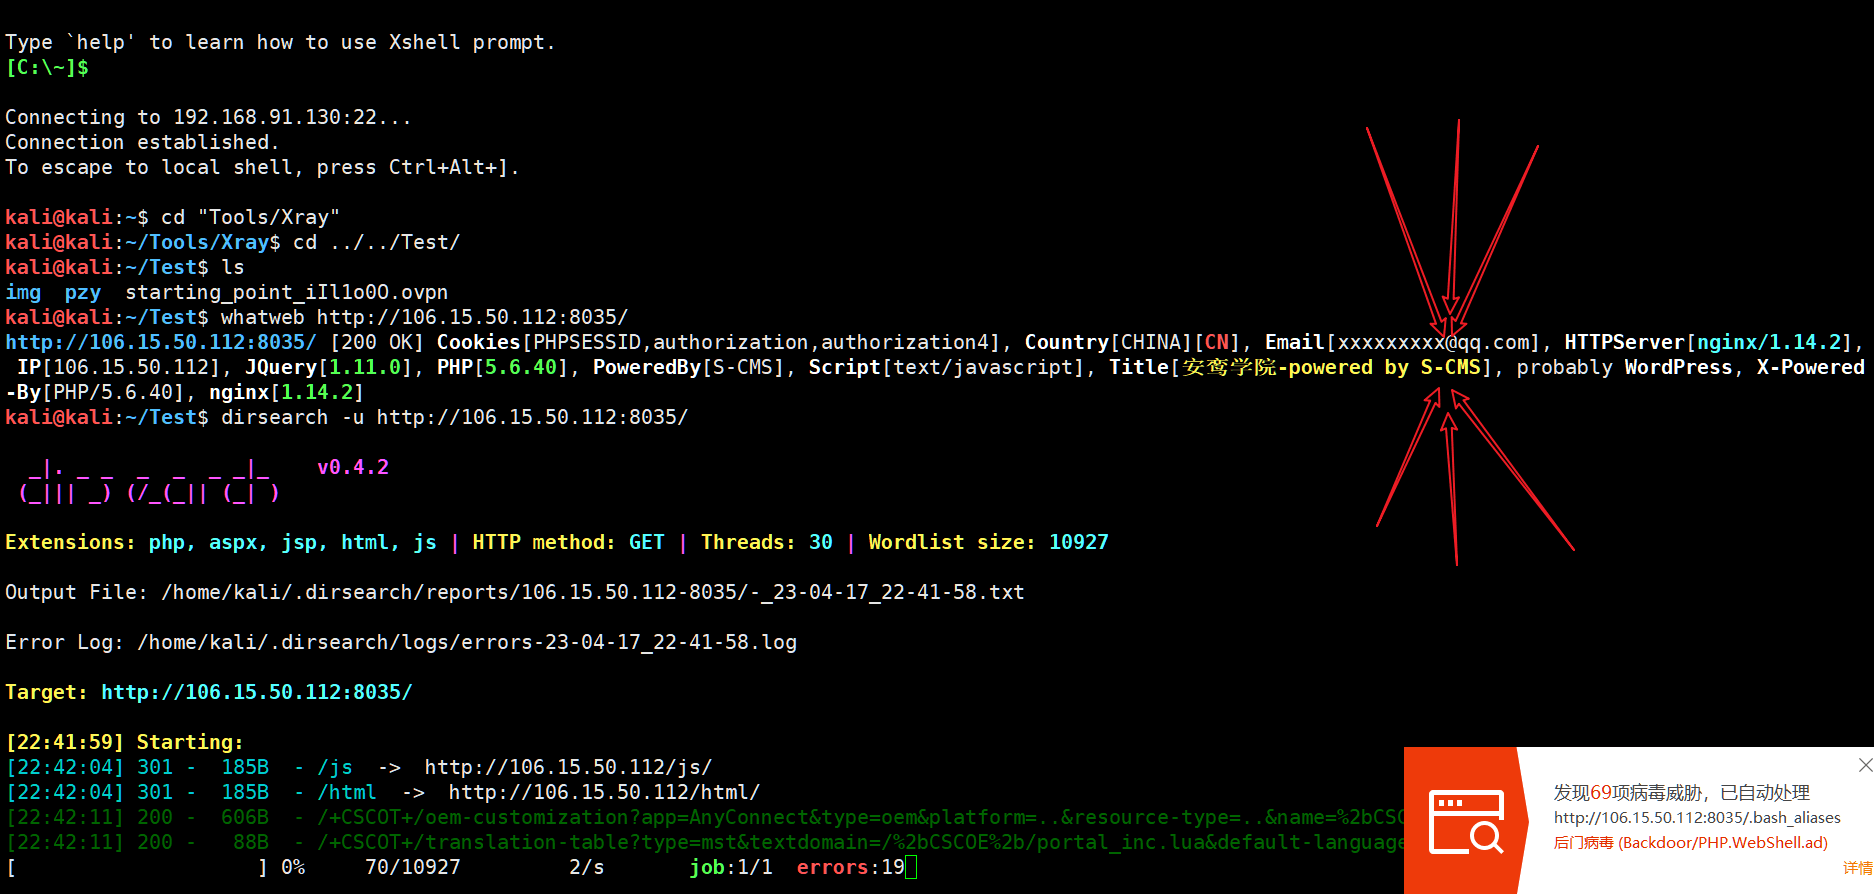 Type `help' to learn how to use Xshell prompt.
[C:\~]$
Connecting to 192.168.91.130:22...
Connection established.
To escape to local shell, press Ctrl+Alt+].
kali@kali:~$ cd "Tools/Xray"
kali@kali:~/Tools/Xray$ cd ../../Test/
kali@kali:~/Test$ ls
img  pzy  starting_point_iIl1o0O.ovpn
kali@kali:~/Test$ whatweb http://106.15.50.112:8035/
http://106.15.50.112:8035/ [200 OK] Cookies[PHPSESSID,authorization,authorization4], Country[CHINA][CN], Email[xxxxxxxxx@qq.com], HTTPServer[nginx/1.14.2],
 IP[106.15.50.112], JQuery[1.11.0], PHP[5.6.40], PoweredBy[S-CMS], Script[text/javascript], Title[安鸾学院-powered by S-CMS], probably WordPress, X-Powered
-By[PHP/5.6.40], nginx[1.14.2]
kali@kali:~/Test$ dirsearch -u http://106.15.50.112:8035/
  _|. _ _  _  _  _ _|_    v0.4.2
 (_||| _) (/_(_|| (_| )
Extensions: php, aspx, jsp, html, js | HTTP method: GET | Threads: 30 | Wordlist size: 10927
Output File: /home/kali/.dirsearch/reports/106.15.50.112-8035/-_23-04-17_22-41-58.txt
Error Log: /home/kali/.dirsearch/logs/errors-23-04-17_22-41-58.log
Target: http://106.15.50.112:8035/
[22:41:59] Starting:
[22:42:04] 301 -  185B  - /js  ->  http://106.15.50.112/js/
[22:42:04] 301 -  185B  - /html  ->  http://106.15.50.112/html/
[22:42:11] 200 -  606B  - /+CSCOT+/oem-customization?app=AnyConnect&type=oem&platform=..&resource-type=..&name=%2bCSC
[22:42:11] 200 -   88B  - /+CSCOT+/translation-table?type=mst&textdomain=/%2bCSCOE%2b/portal_inc.lua&default-language
[                    ] 0%     70/10927         2/s       job:1/1  errors:19
发现69项病毒威胁，已自动处理
http://106.15.50.112:8035/.bash_aliases
后门病毒 (Backdoor/PHP.WebShell.ad)
详情